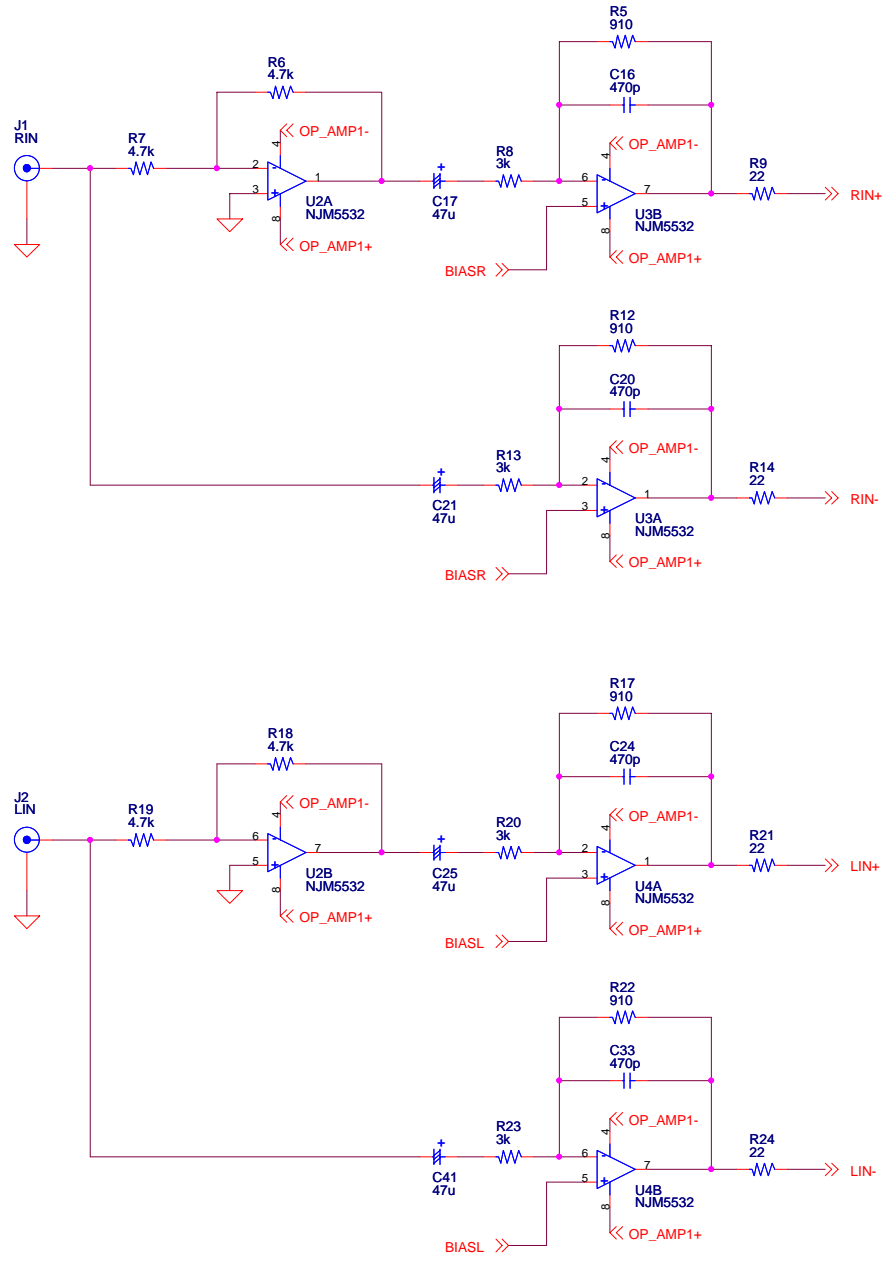 R5
910
C16
470p
R6
4.7k
J1
RIN
R7
4.7k
OP_AMP1-
4
2
3
1
8
U2A
NJM5532
OP_AMP1+
+
C17
47u
R8
3k
OP_AMP1-
4
6
5
7
8
U3B
NJM5532
OP_AMP1+
BIASR
R9
22
RIN+
R12
910
C20
470p
OP_AMP1-
4
+
C21
47u
R13
3k
2
3
1
8
U3A
NJM5532
OP_AMP1+
BIASR
R14
22
RIN-
R17
910
C24
470p
R18
4.7k
J2
LIN
R19
4.7k
OP_AMP1-
4
6
5
7
8
U2B
NJM5532
OP_AMP1+
+
C25
47u
R20
3k
OP_AMP1-
4
2
3
1
8
U4A
NJM5532
OP_AMP1+
BIASL
R21
22
LIN+
R22
910
C33
470p
OP_AMP1-
4
+
C41
47u
R23
3k
6
5
7
8
U4B
NJM5532
OP_AMP1+
BIASL
R24
22
LIN-